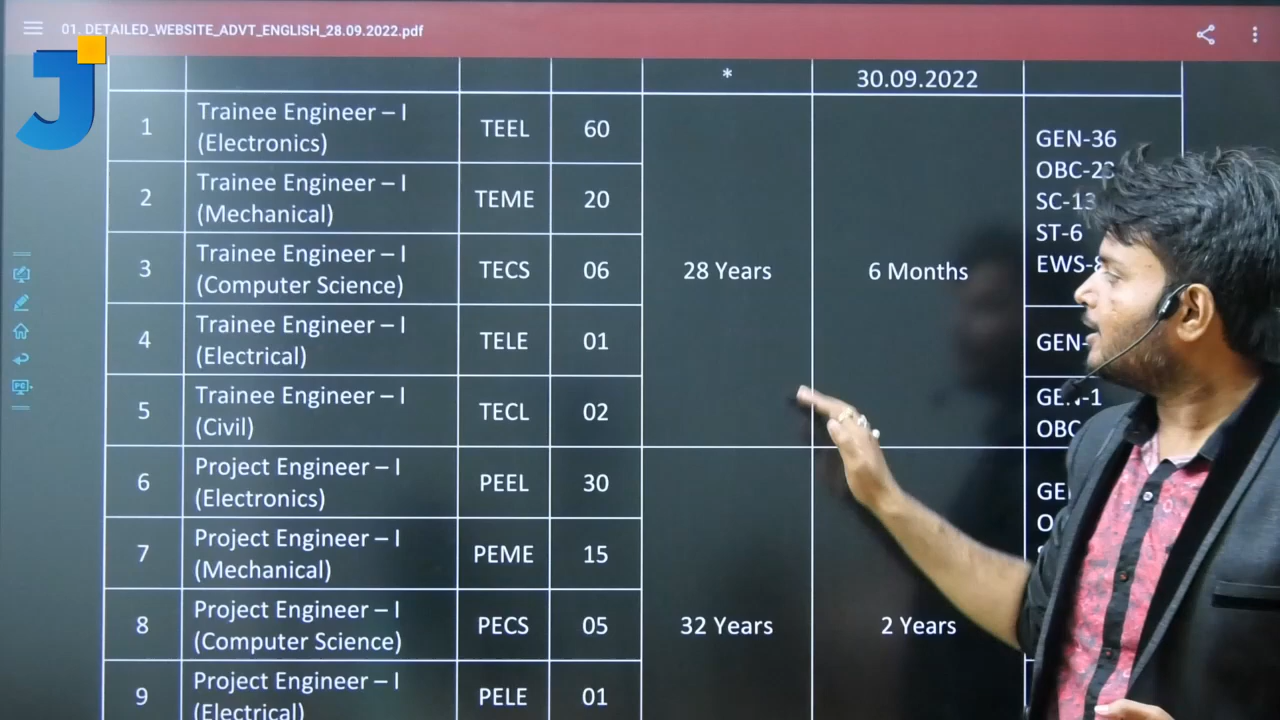 01. DETAILED_WEBSITE_ADVT_ENGLISH_28.09.2022.pdf
J
* 30.09.2022
1 Trainee Engineer – I (Electronics) TEEL 60
2 Trainee Engineer – I (Mechanical) TEME 20
3 Trainee Engineer – I (Computer Science) TECS 06
4 Trainee Engineer – I (Electrical) TELE 01
5 Trainee Engineer – I (Civil) TECL 02
28 Years 6 Months
GEN-36
SC-13
ST-6
6 Project Engineer – I (Electronics) PEEL 30
7 Project Engineer – I (Mechanical) PEME 15
8 Project Engineer – I (Computer Science) PECS 05
9 Project Engineer – I (Electrical) PELE 01
32 Years 2 Years
PC